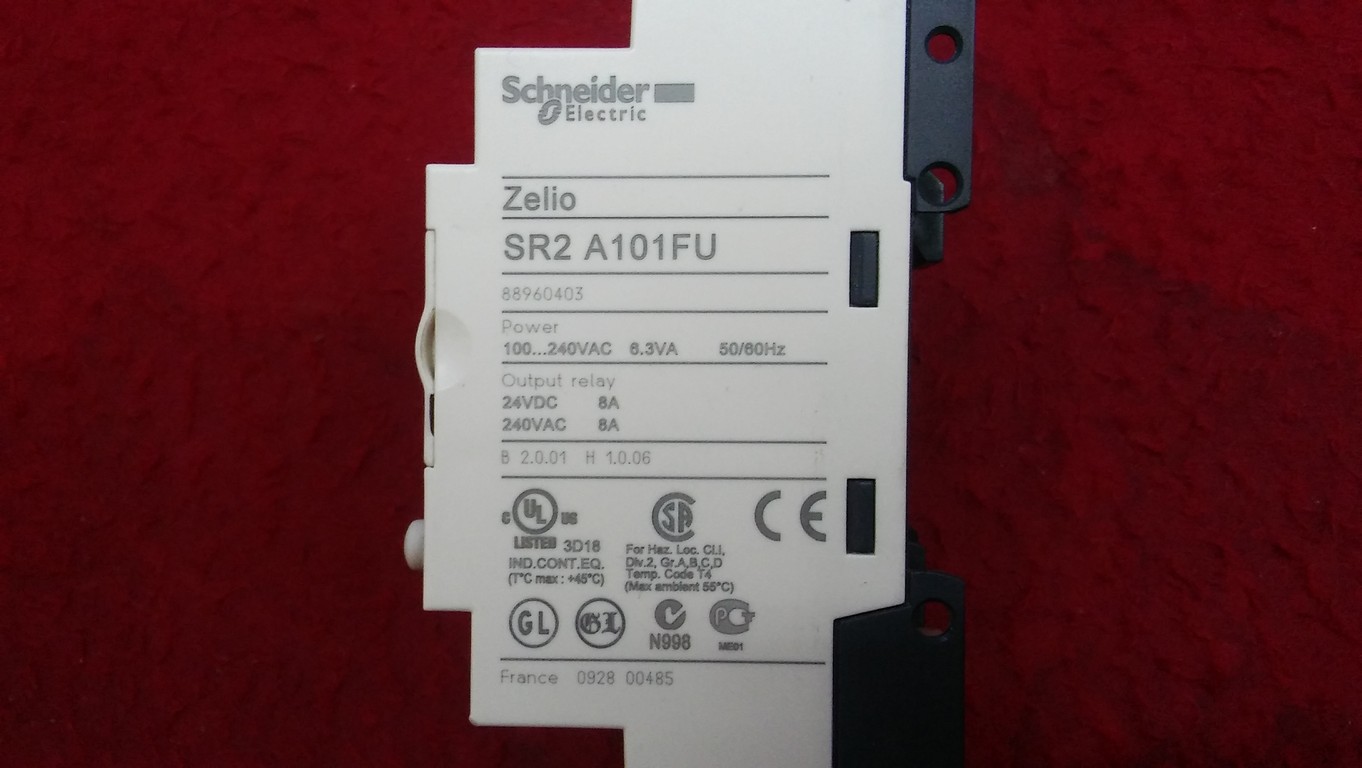 Schneider
Electric
Zelio
SR2 A101FU
88960403
Power
100...240VAC 6.3VA 50/60Hz
Output relay
24VDC 8A
240VAC 8A
B 2.0.01 H 1.0.06
C UL US
LISTED 3D18
IND.CONT.EQ.
(T°C max : +45°C)
SA
For Haz. Loc. Cl.I,
Div.2, Gr.A,B,C,D
Temp. Code T4
(Max ambient 55°C)
CE
GL
GL
N998
PCT
ME01
France 0928 00485